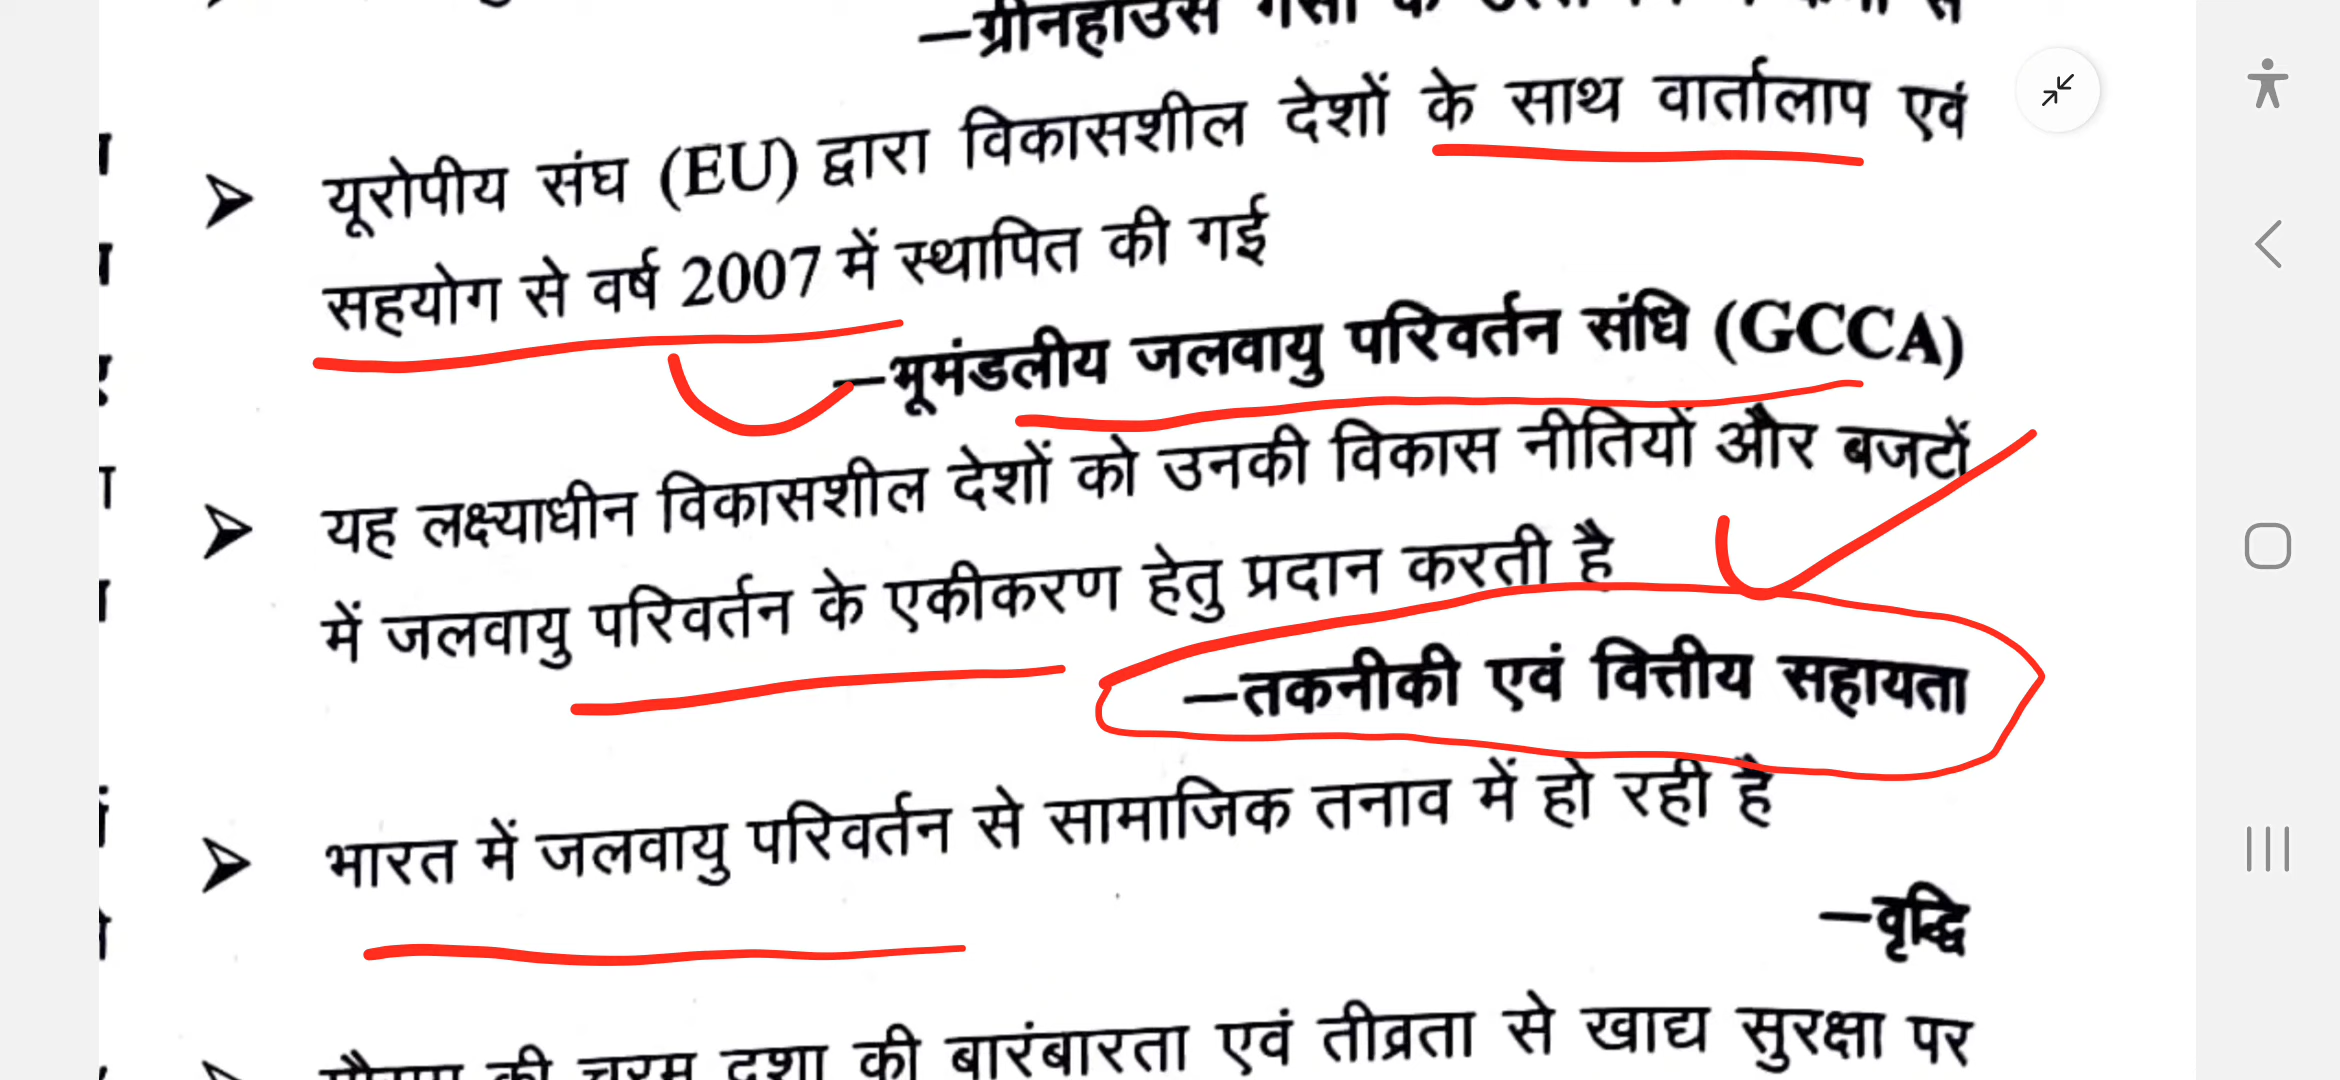 —ग्रीनहाउस
➢ यूरोपीय संघ (EU) द्वारा विकासशील देशों के साथ वार्तालाप एवं
सहयोग से वर्ष 2007 में स्थापित की गई
—भूमंडलीय जलवायु परिवर्तन संधि (GCCA)
➢ यह लक्ष्याधीन विकासशील देशों को उनकी विकास नीतियों और बजटों
में जलवायु परिवर्तन के एकीकरण हेतु प्रदान करती है
—तकनीकी एवं वित्तीय सहायता
➢ भारत में जलवायु परिवर्तन से सामाजिक तनाव में हो रही है
—वृद्धि
की चरम दशा की बारंबारता एवं तीव्रता से खाद्य सुरक्षा पर